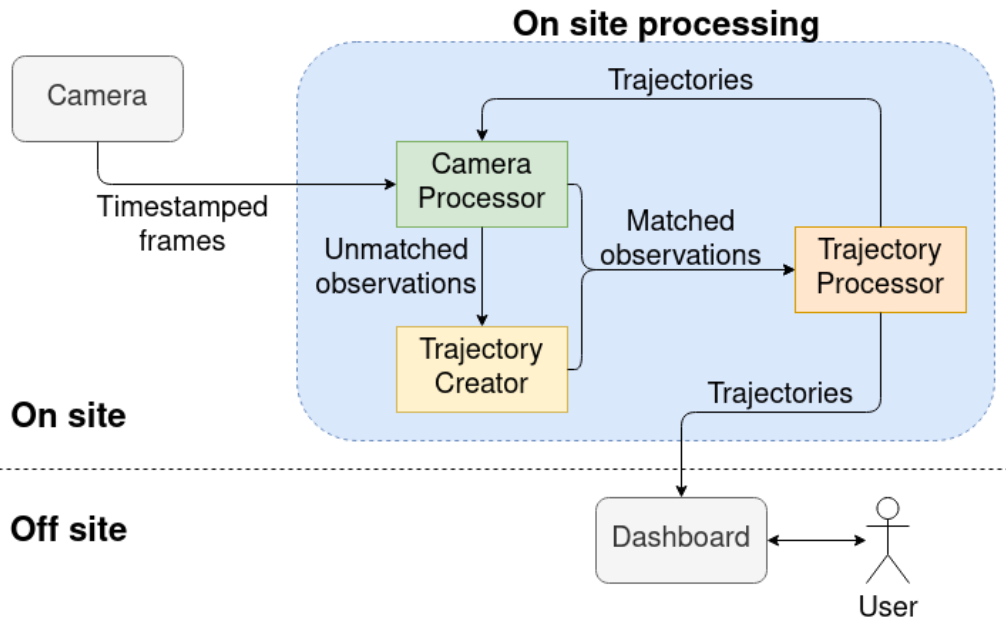 On site processing
Camera
Trajectories
Camera
Processor
Timestamped
frames
Unmatched
observations
Matched
observations
Trajectory
Processor
Trajectory
Creator
Trajectories
On site
Off site
Dashboard
User